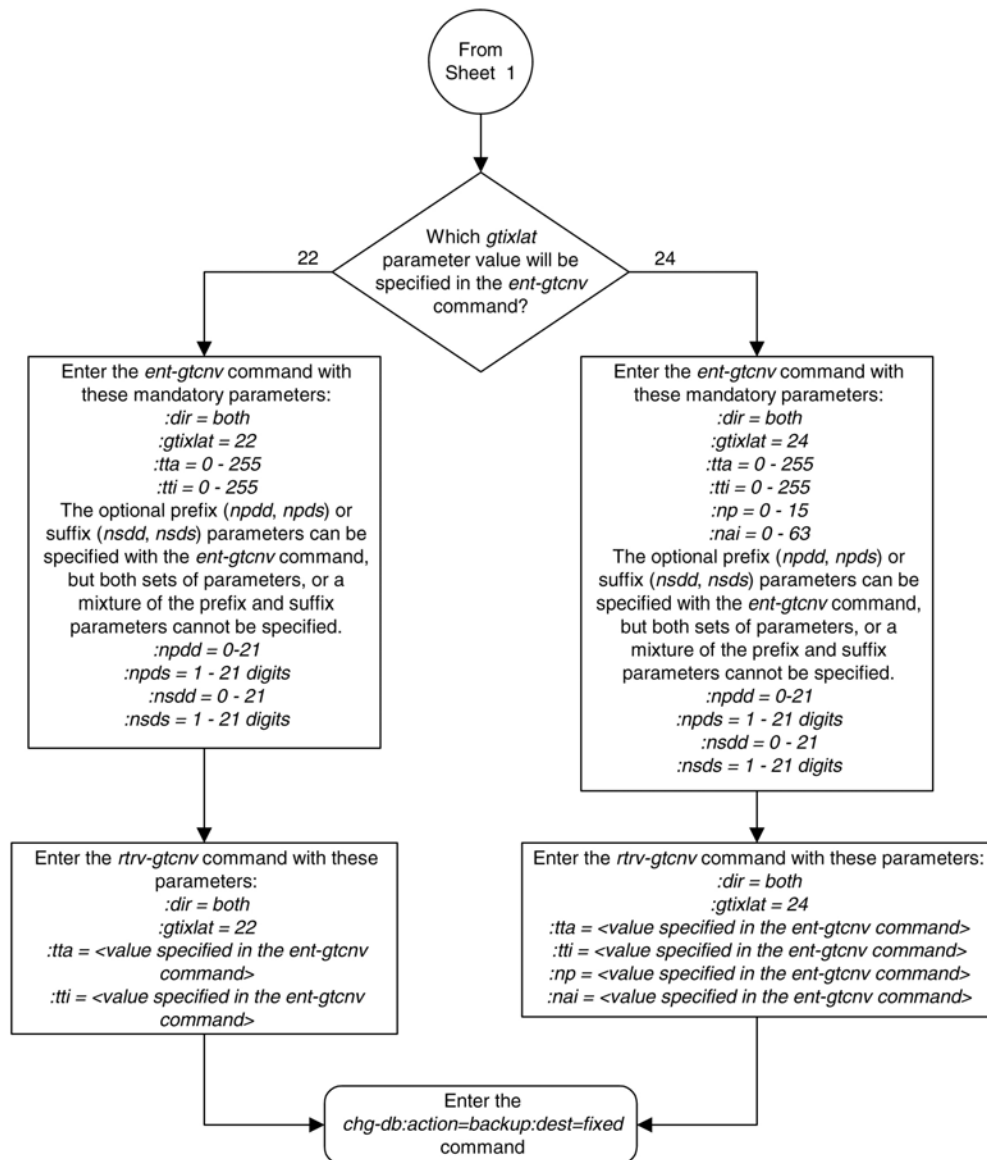 From
Sheet 1
Which gtixlat
parameter value will be
specified in the ent-gtcnv
command?
22
24
Enter the ent-gtcnv command with
these mandatory parameters:
:dir = both
:gtixlat = 22
:tta = 0 - 255
:tti = 0 - 255
The optional prefix (npdd, npds) or
suffix (nsdd, nsds) parameters can be
specified with the ent-gtcnv command,
but both sets of parameters, or a
mixture of the prefix and suffix
parameters cannot be specified.
:npdd = 0-21
:npds = 1 - 21 digits
:nsdd = 0 - 21
:nsds = 1 - 21 digits
Enter the ent-gtcnv command with
these mandatory parameters:
:dir = both
:gtixlat = 24
:tta = 0 - 255
:tti = 0 - 255
:np = 0 - 15
:nai = 0 - 63
The optional prefix (npdd, npds) or
suffix (nsdd, nsds) parameters can be
specified with the ent-gtcnv command,
but both sets of parameters, or a
mixture of the prefix and suffix
parameters cannot be specified.
:npdd = 0-21
:npds = 1 - 21 digits
:nsdd = 0 - 21
:nsds = 1 - 21 digits
Enter the rtrv-gtcnv command with these
parameters:
:dir = both
:gtixlat = 22
:tta = <value specified in the ent-gtcnv
command>
:tti = <value specified in the ent-gtcnv
command>
Enter the rtrv-gtcnv command with these parameters:
:dir = both
:gtixlat = 24
:tta = <value specified in the ent-gtcnv command>
:tti = <value specified in the ent-gtcnv command>
:np = <value specified in the ent-gtcnv command>
:nai = <value specified in the ent-gtcnv command>
Enter the
chg-db:action=backup:dest=fixed
command